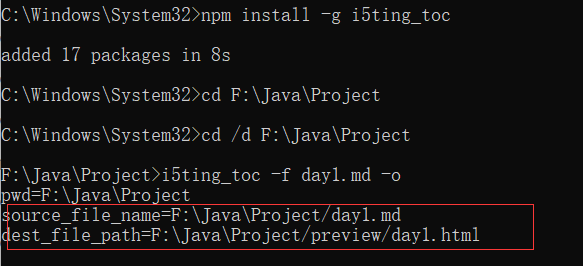 C:\Windows\System32>npm install -g i5ting_toc
added 17 packages in 8s
C:\Windows\System32>cd F:\Java\Project
C:\Windows\System32>cd /d F:\Java\Project
F:\Java\Project>i5ting_toc -f day1.md -o
pwd=F:\Java\Project
source_file_name=F:\Java\Project/day1.md
dest_file_path=F:\Java\Project/preview/day1.html